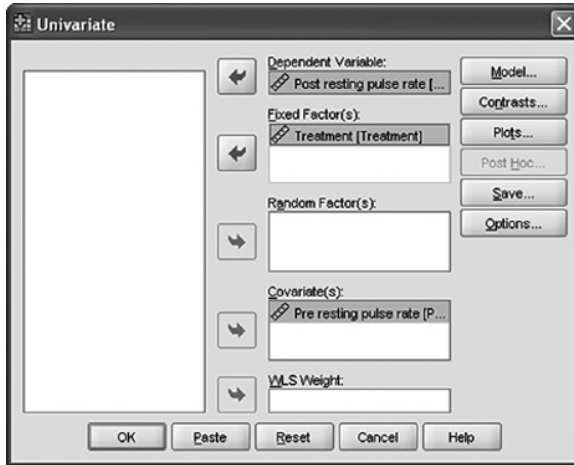 Univariate
Dependent Variable:
Post resting pulse rate [...
Fixed Factor(s):
Treatment [Treatment]
Random Factor(s):
Covariate(s):
Pre resting pulse rate [P...
WLS Weight:
Model...
Contrasts...
Plots...
Post Hoc...
Save...
Options...
OK
Paste
Reset
Cancel
Help